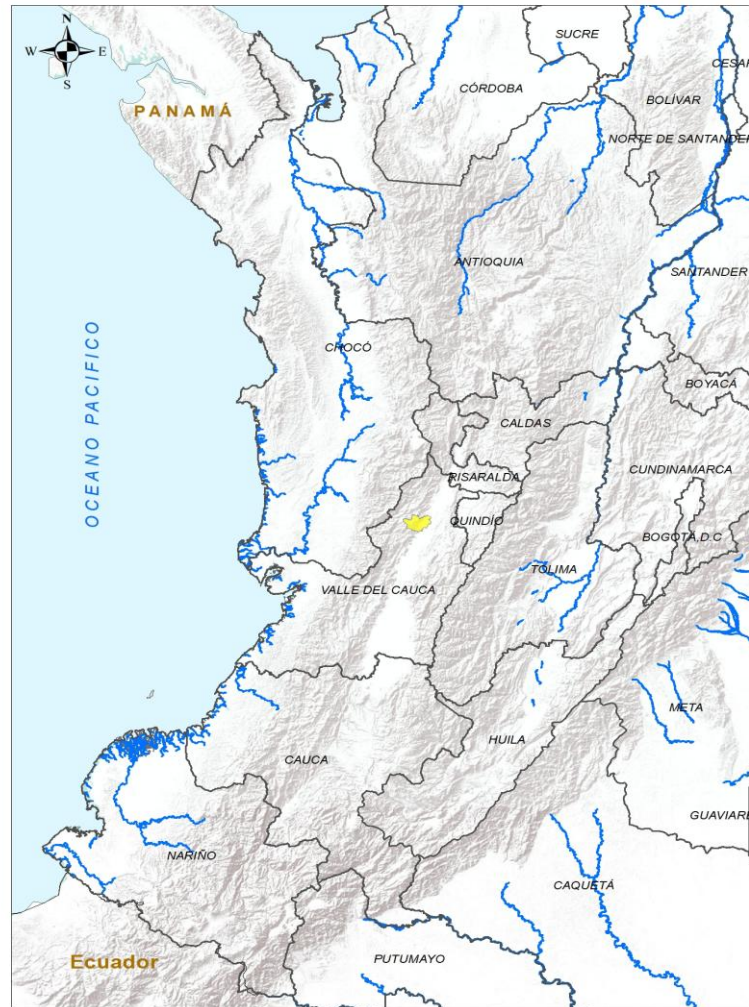 N
W E
S
SUCRE
CESAR
CÓRDOBA
BOLÍVAR
PANAMÁ
NORTE DE SANTANDER
ANTIOQUIA
SANTANDER
OCEANO PACIFICO
CHOCÓ
BOYACÁ
CALDAS
CUNDINAMARCA
RISARALDA
QUINDÍO
BOGOTÁ, D.C
TOLIMA
VALLE DEL CAUCA
META
HUILA
CAUCA
GUAVIARE
NARIÑO
CAQUETÁ
Ecuador
PUTUMAYO